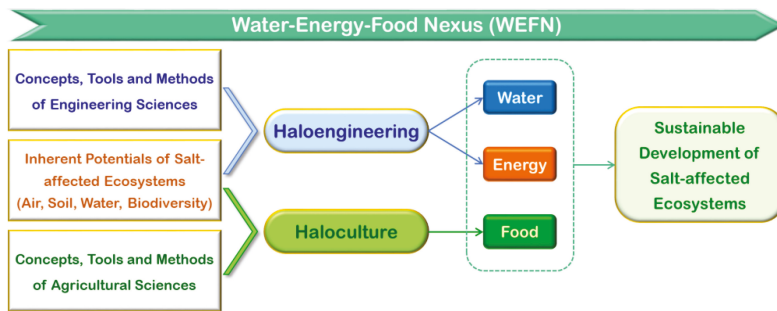 Water-Energy-Food Nexus (WEFN)
Concepts, Tools and Methods
of Engineering Sciences
Inherent Potentials of Salt-
affected Ecosystems
(Air, Soil, Water, Biodiversity)
Concepts, Tools and Methods
of Agricultural Sciences
Haloengineering
Haloculture
Water
Energy
Food
Sustainable
Development of
Salt-affected
Ecosystems